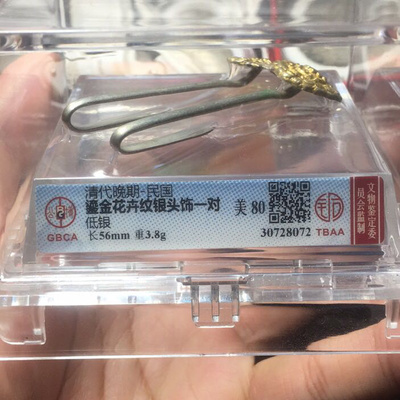 清代晚期-民国
鎏金花卉纹银头饰一对
低银
长56mm 重3.8g
GBCA
美 80
30728072
TBAA
文物鉴定委
员会监制